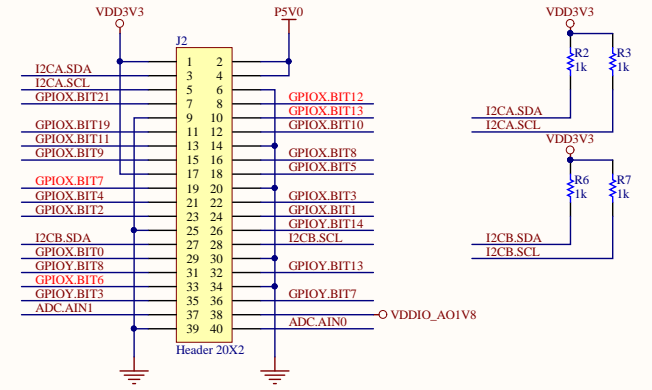 VDD3V3 P5V0 VDD3V3
J2
R2 R3
1k 1k
1 2
I2CA.SDA 3 4
I2CA.SCL 5 6
GPIOX.BIT21 7 8 GPIOX.BIT12
9 10 GPIOX.BIT13 I2CA.SDA
GPIOX.BIT19 11 12 GPIOX.BIT10 I2CA.SCL
GPIOX.BIT11 13 14 VDD3V3
GPIOX.BIT9 15 16 GPIOX.BIT8
17 18 GPIOX.BIT5
R6 R7
GPIOX.BIT7 19 20
1k 1k
GPIOX.BIT4 21 22 GPIOX.BIT3
GPIOX.BIT2 23 24 GPIOX.BIT1
25 26 GPIOY.BIT14
I2CB.SDA 27 28 I2CB.SCL I2CB.SDA
GPIOX.BIT0 29 30 I2CB.SCL
GPIOY.BIT8 31 32 GPIOY.BIT13
GPIOX.BIT6 33 34
GPIOY.BIT3 35 36 GPIOY.BIT7
ADC.AIN1 37 38 VDDIO_AO1V8
39 40 ADC.AIN0
Header 20X2